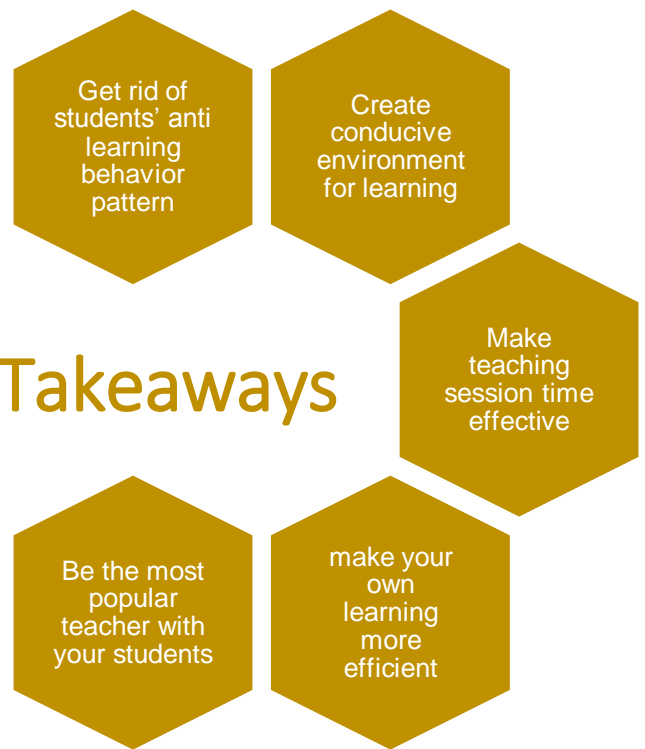 Get rid of
students’ anti
learning
behavior
pattern
Create
conducive
environment
for learning
Make
teaching
session time
effective
Takeaways
Be the most
popular
teacher with
your students
make your
own
learning
more
efficient